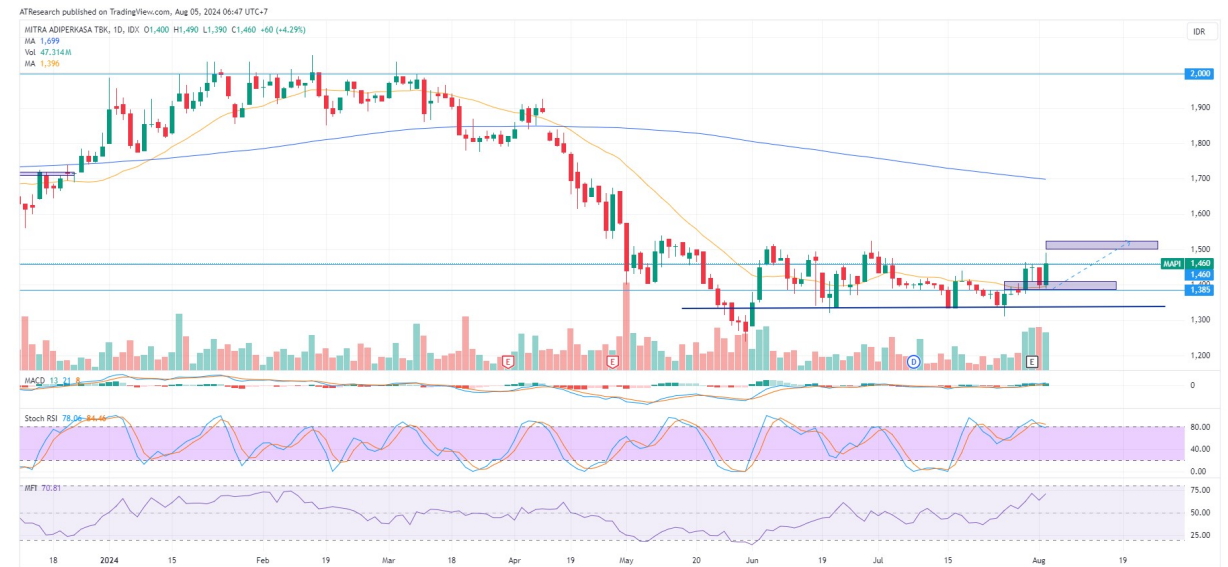 ATResearch published on TradingView.com, Aug 05, 2024 06:47 UTC+7
MITRA ADIPERKASA TBK, 1D, IDX O1,400 H1,490 L1,390 C1,460 +60 (+4.29%)
IDR
MA 1,699
Vol 47.314M
MA 1,396
2,000
1,900
1,800
1,700
1,600
1,500
MAPI 1,460
1,460
1,385
1,300
1,200
E
E
D
E
MACD 13 21 8
0
Stoch RSI 78.06 84.46
80.00
40.00
0.00
MFI 70.81
75.00
50.00
25.00
18 2024 15 Feb 19 Mar 18 Apr 19 May 20 Jun 19 Jul 15 Aug 19